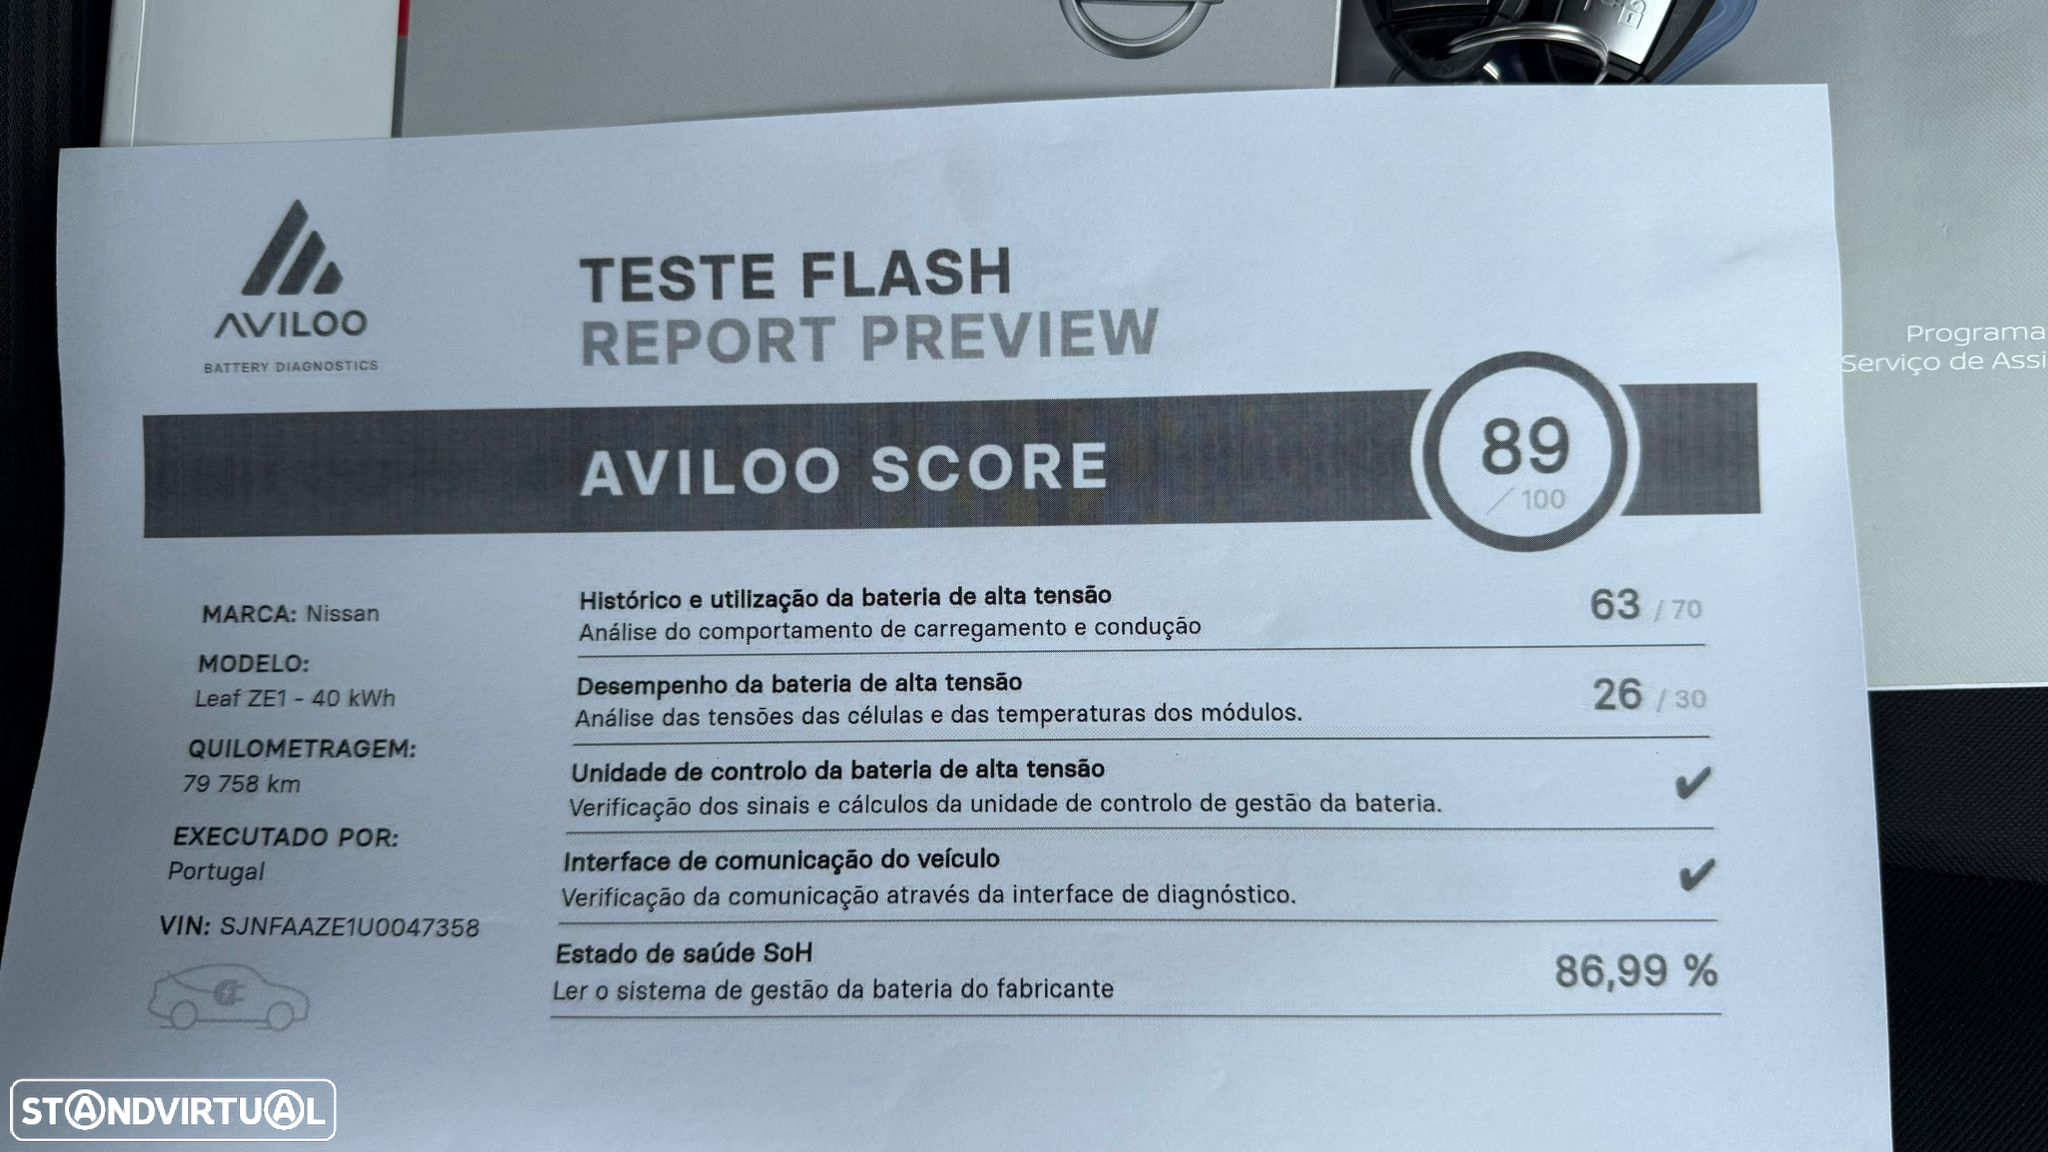 AVILOO
BATTERY DIAGNOSTICS
TESTE FLASH
REPORT PREVIEW
Programa
Serviço de Assi
AVILOO SCORE
89
/ 100
MARCA: Nissan
MODELO:
Leaf ZE1 - 40 kWh
QUILOMETRAGEM:
79 758 km
EXECUTADO POR:
Portugal
VIN: SJNFAAZE1U0047358
Histórico e utilização da bateria de alta tensão
Análise do comportamento de carregamento e condução
63 / 70
Desempenho da bateria de alta tensão
Análise das tensões das células e das temperaturas dos módulos.
26 / 30
Unidade de controlo da bateria de alta tensão
Verificação dos sinais e cálculos da unidade de controlo de gestão da bateria.
Interface de comunicação do veículo
Verificação da comunicação através da interface de diagnóstico.
Estado de saúde SoH
Ler o sistema de gestão da bateria do fabricante
86,99 %
STANDVIRTUAL